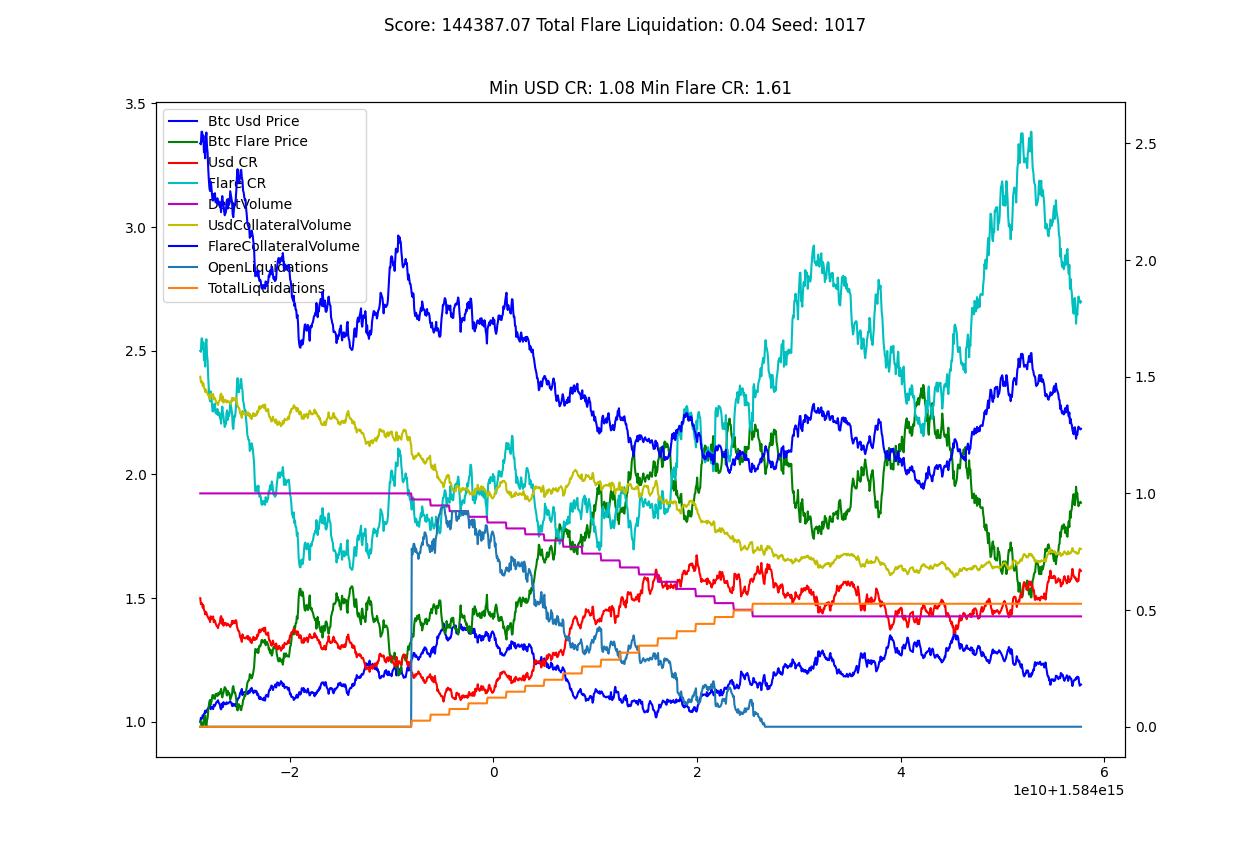 Score: 144387.07 Total Flare Liquidation: 0.04 Seed: 1017
Min USD CR: 1.08 Min Flare CR: 1.61
Btc Usd Price
Btc Flare Price
Usd CR
Flare CR
DebtVolume
UsdCollateralVolume
FlareCollateralVolume
OpenLiquidations
TotalLiquidations
3.5
3.0
2.5
2.0
1.5
1.0
2.5
2.0
1.5
1.0
0.5
0.0
−2
0
2
4
6
1e10+1.584e15